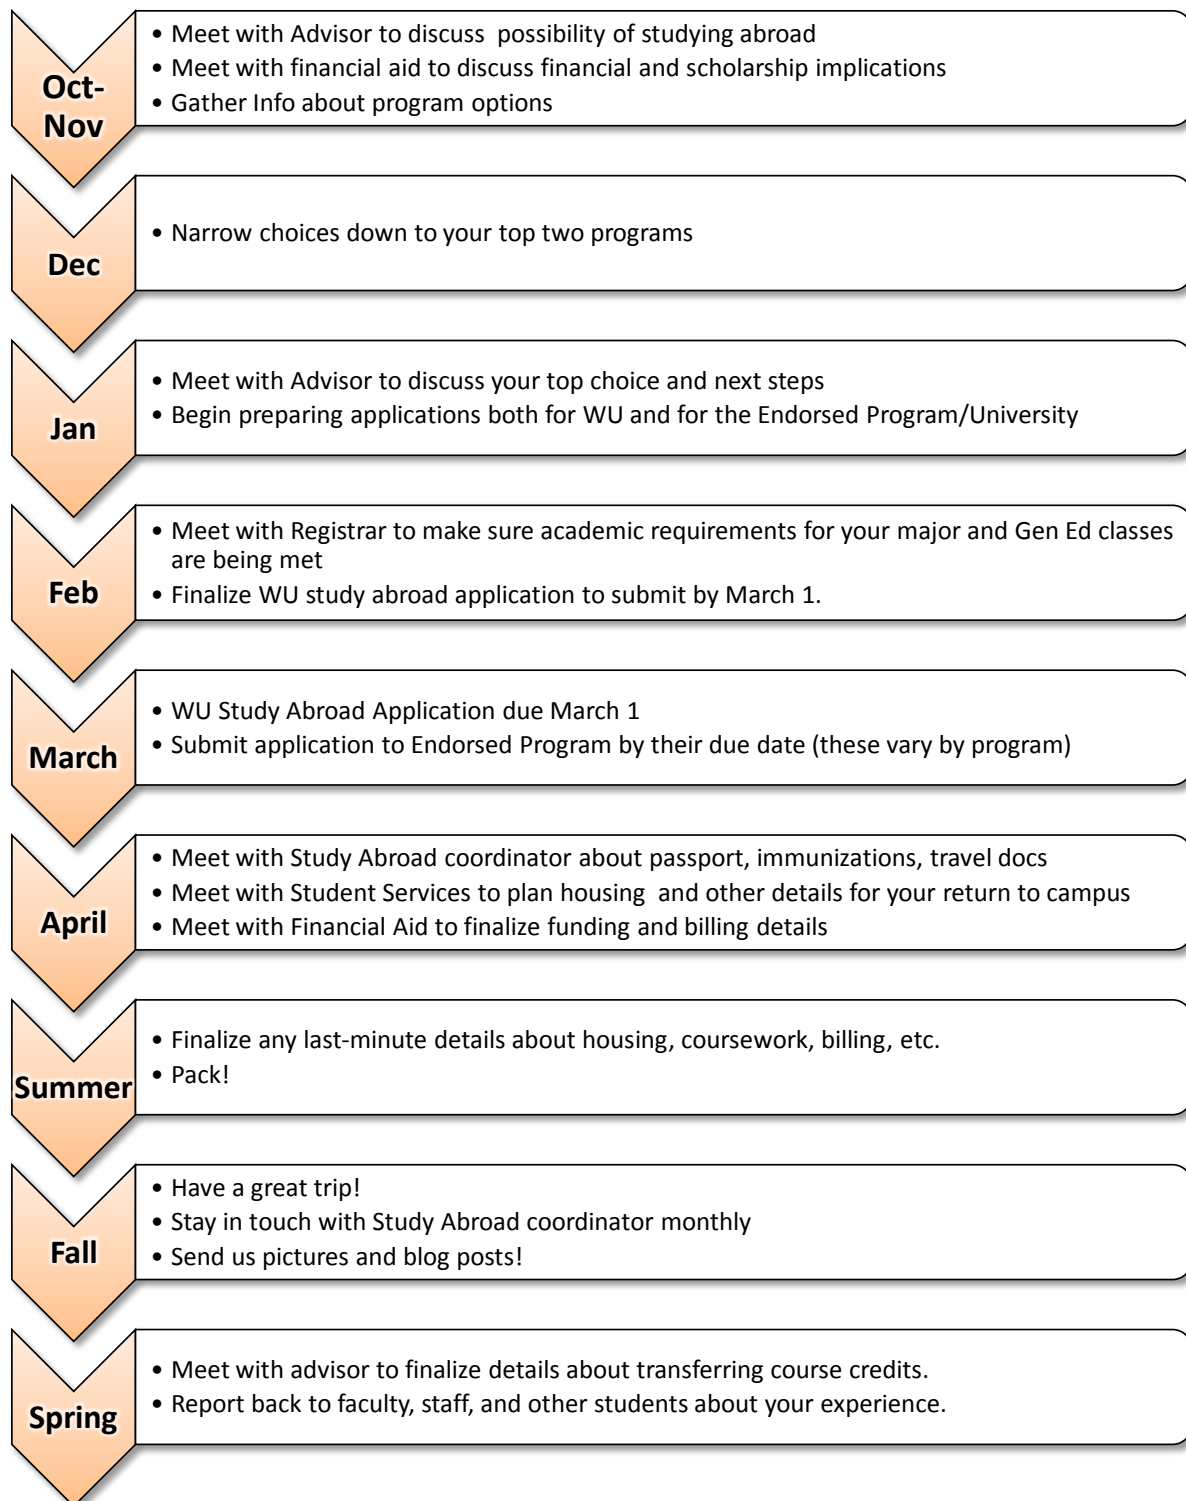 Oct-
Nov
• Meet with Advisor to discuss  possibility of studying abroad
• Meet with financial aid to discuss financial and scholarship implications
• Gather Info about program options
Dec
• Narrow choices down to your top two programs
Jan
• Meet with Advisor to discuss your top choice and next steps
• Begin preparing applications both for WU and for the Endorsed Program/University
Feb
• Meet with Registrar to make sure academic requirements for your major and Gen Ed classes
are being met
• Finalize WU study abroad application to submit by March 1.
March
• WU Study Abroad Application due March 1
• Submit application to Endorsed Program by their due date (these vary by program)
April
• Meet with Study Abroad coordinator about passport, immunizations, travel docs
• Meet with Student Services to plan housing  and other details for your return to campus
• Meet with Financial Aid to finalize funding and billing details
Summer
• Finalize any last-minute details about housing, coursework, billing, etc.
• Pack!
Fall
• Have a great trip!
• Stay in touch with Study Abroad coordinator monthly
• Send us pictures and blog posts!
Spring
• Meet with advisor to finalize details about transferring course credits.
• Report back to faculty, staff, and other students about your experience.